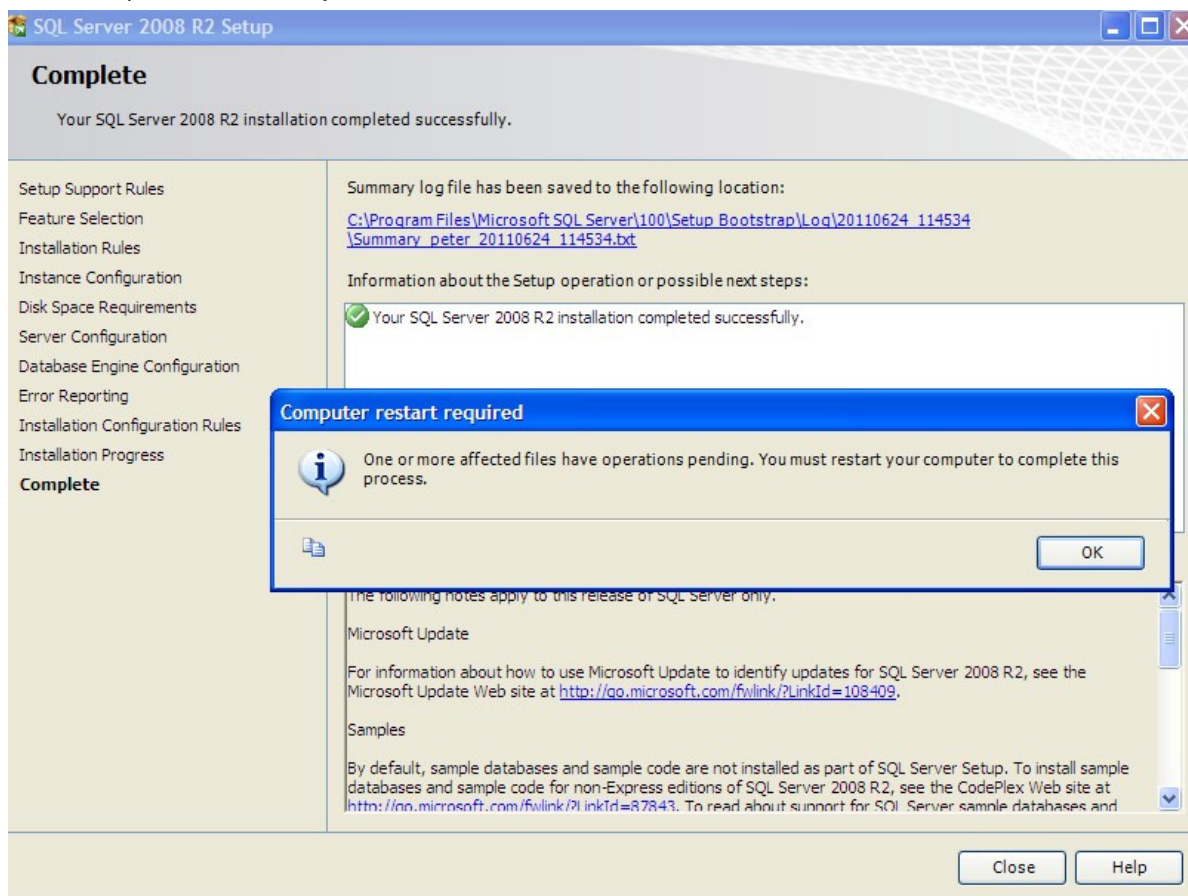 SQL Server 2008 R2 Setup
Complete
Your SQL Server 2008 R2 installation completed successfully.
Setup Support Rules
Feature Selection
Installation Rules
Instance Configuration
Disk Space Requirements
Server Configuration
Database Engine Configuration
Error Reporting
Installation Configuration Rules
Installation Progress
Complete
Summary log file has been saved to the following location:
C:\Program Files\Microsoft SQL Server\100\Setup Bootstrap\Log\20110624_114534
\Summary_peter_20110624_114534.txt
Information about the Setup operation or possible next steps:
Your SQL Server 2008 R2 installation completed successfully.
Computer restart required
One or more affected files have operations pending. You must restart your computer to complete this
process.
OK
The following notes apply to this release of SQL Server only.
Microsoft Update
For information about how to use Microsoft Update to identify updates for SQL Server 2008 R2, see the
Microsoft Update Web site at http://go.microsoft.com/fwlink/?LinkId=108409.
Samples
By default, sample databases and sample code are not installed as part of SQL Server Setup. To install sample
databases and sample code for non-Express editions of SQL Server 2008 R2, see the CodePlex Web site at
http://go.microsoft.com/fwlink/?LinkId=87843. To read about support for SQL Server sample databases and
Close
Help